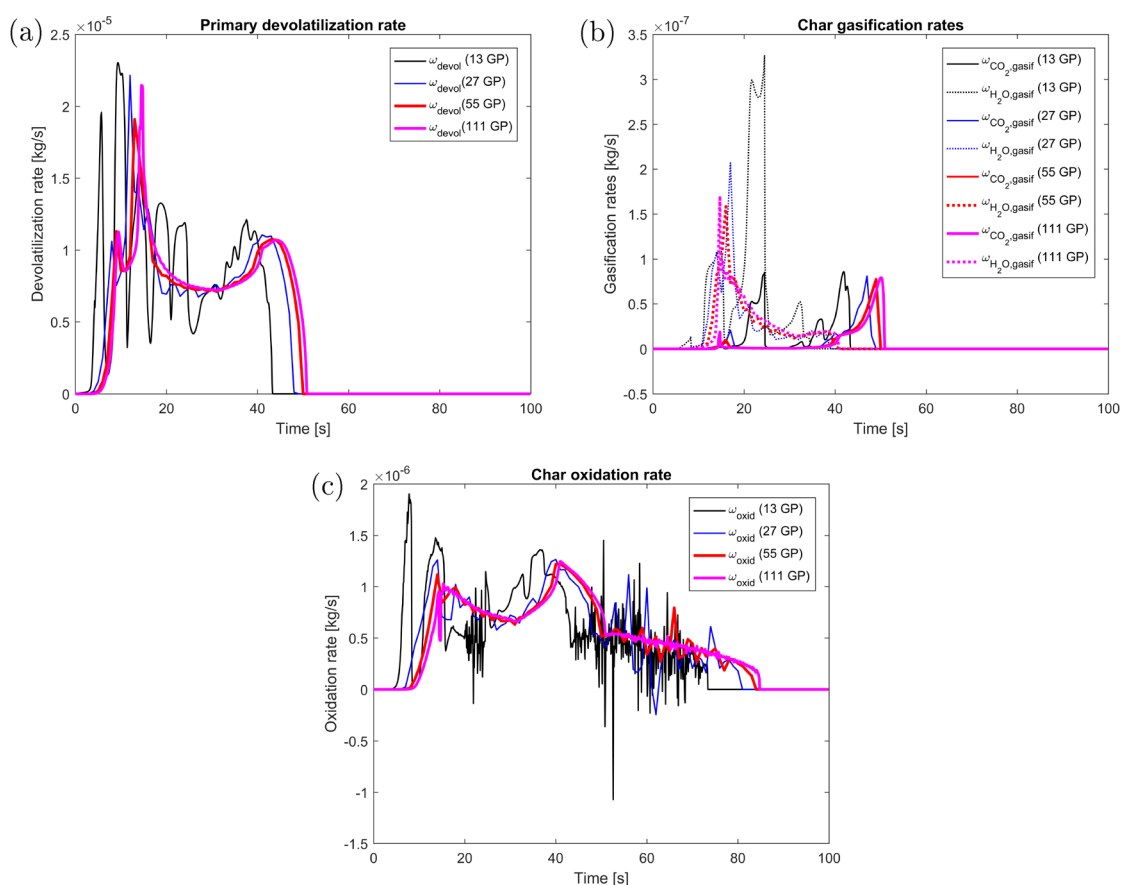 (a)
Primary devolatilization rate
×10⁻⁵
2.5
2
1.5
1
0.5
0
0
20
40
60
80
100
Devolatilization rate [kg/s]
Time [s]
ω_devol (13 GP)
ω_devol(27 GP)
ω_devol(55 GP)
ω_devol(111 GP)
(b)
Char gasification rates
×10⁻⁷
3.5
3
2.5
2
1.5
1
0.5
0
-0.5
0
20
40
60
80
100
Gasification rates [kg/s]
Time [s]
ω_CO₂,gasif (13 GP)
ω_H₂O,gasif (13 GP)
ω_CO₂,gasif (27 GP)
ω_H₂O,gasif (27 GP)
ω_CO₂,gasif (55 GP)
ω_H₂O,gasif (55 GP)
ω_CO₂,gasif (111 GP)
ω_H₂O,gasif (111 GP)
(c)
Char oxidation rate
×10⁻⁶
2
1.5
1
0.5
0
-0.5
-1
-1.5
0
20
40
60
80
100
Oxidation rate [kg/s]
Time [s]
ω_oxid (13 GP)
ω_oxid (27 GP)
ω_oxid (55 GP)
ω_oxid (111 GP)